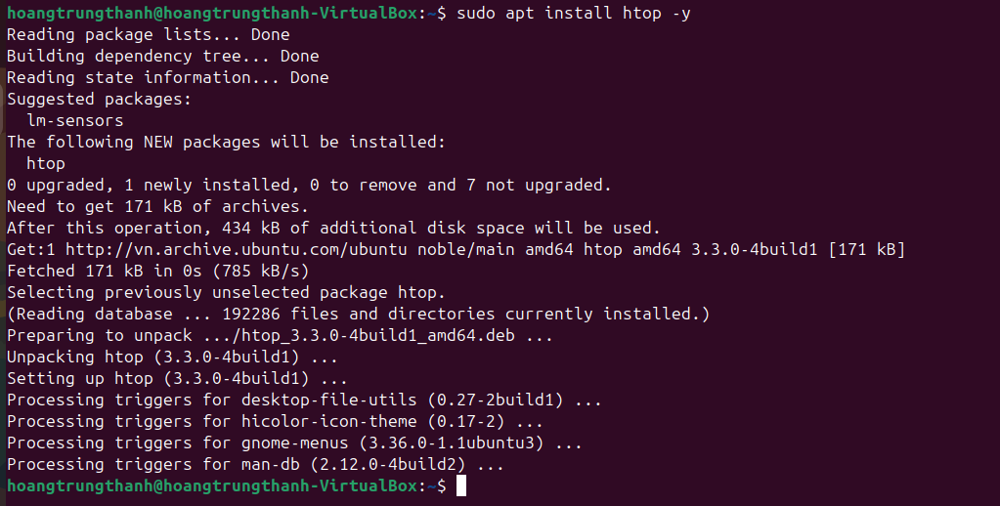 hoangtrungthanh@hoangtrungthanh-VirtualBox:~$ sudo apt install htop -y
Reading package lists... Done
Building dependency tree... Done
Reading state information... Done
Suggested packages:
  lm-sensors
The following NEW packages will be installed:
  htop
0 upgraded, 1 newly installed, 0 to remove and 7 not upgraded.
Need to get 171 kB of archives.
After this operation, 434 kB of additional disk space will be used.
Get:1 http://vn.archive.ubuntu.com/ubuntu noble/main amd64 htop amd64 3.3.0-4build1 [171 kB]
Fetched 171 kB in 0s (785 kB/s)
Selecting previously unselected package htop.
(Reading database ... 192286 files and directories currently installed.)
Preparing to unpack .../htop_3.3.0-4build1_amd64.deb ...
Unpacking htop (3.3.0-4build1) ...
Setting up htop (3.3.0-4build1) ...
Processing triggers for desktop-file-utils (0.27-2build1) ...
Processing triggers for hicolor-icon-theme (0.17-2) ...
Processing triggers for gnome-menus (3.36.0-1.1ubuntu3) ...
Processing triggers for man-db (2.12.0-4build2) ...
hoangtrungthanh@hoangtrungthanh-VirtualBox:~$